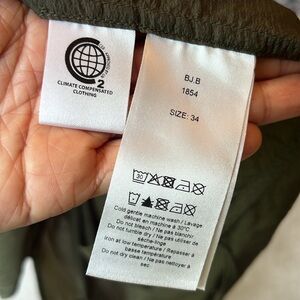 2
CLIMATE COMPENSATED
CLOTHING
BJ.B
1854
SIZE: 34
30
Cold gentle machine wash / Lavage
délicat en machine à 30°C
Do not bleach / Ne pas blanchir
Do not tumble dry / Ne pas utiliser de
sèche-linge
Iron at low temperature / Repasser à
basse température
Do not dry clean / Ne pas nettoyer à
sec